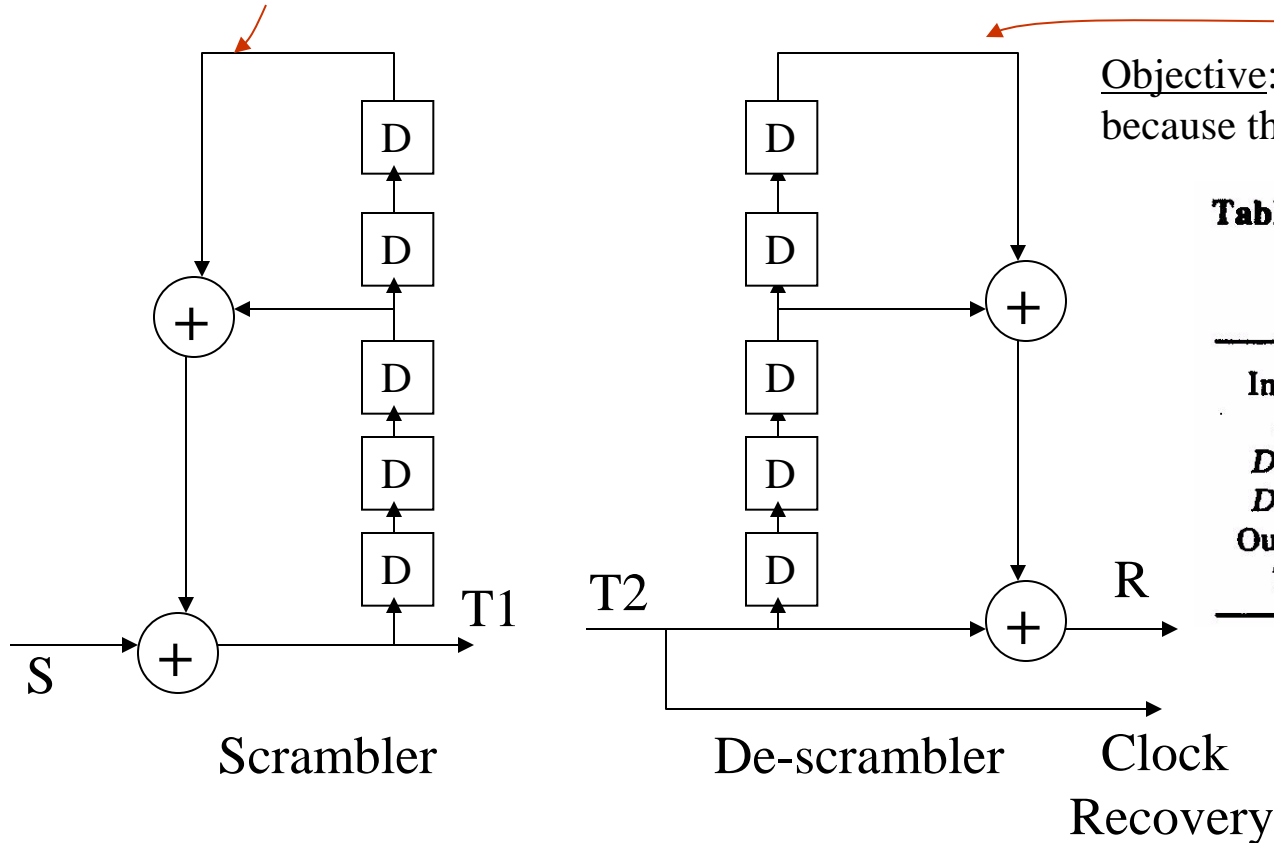 Objective:
because th
Tab
In
D
D
Ou
D
D
D
D
D
+
+
S
T1
Scrambler
D
D
D
D
D
+
+
T2
R
De-scrambler
Clock
Recovery